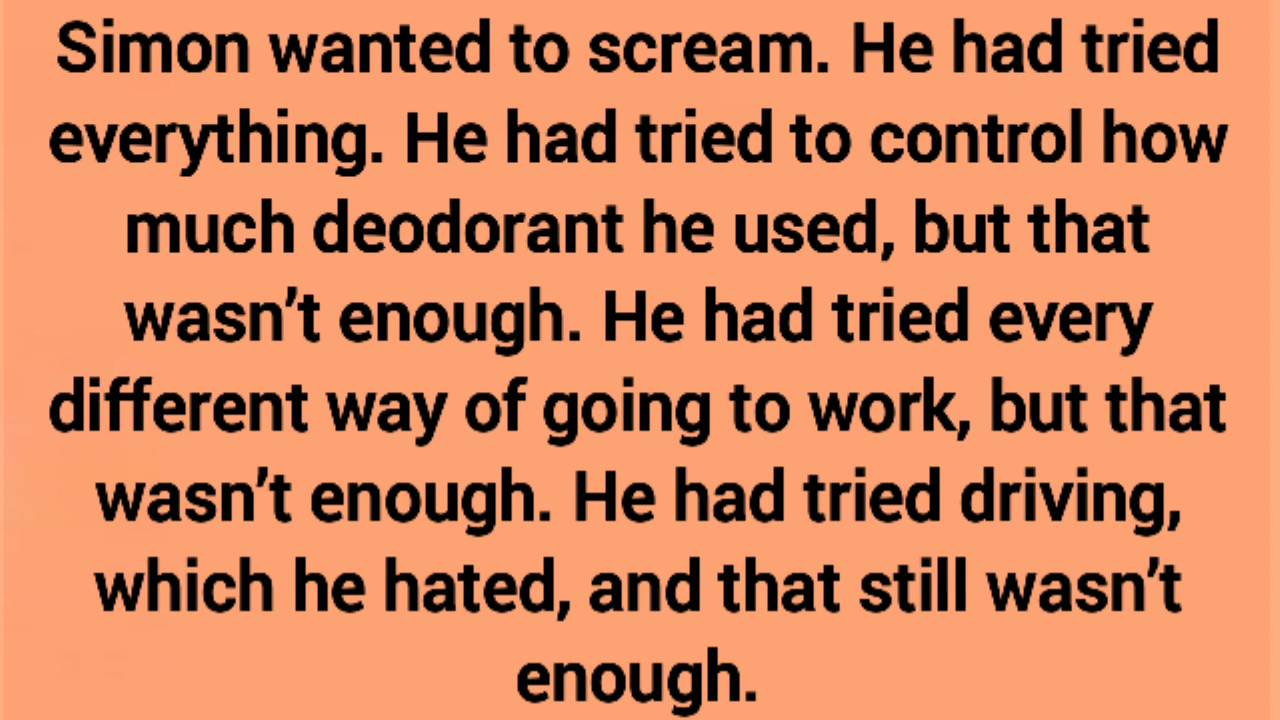 Simon wanted to scream. He had tried
everything. He had tried to control how
much deodorant he used, but that
wasn’t enough. He had tried every
different way of going to work, but that
wasn’t enough. He had tried driving,
which he hated, and that still wasn’t
enough.